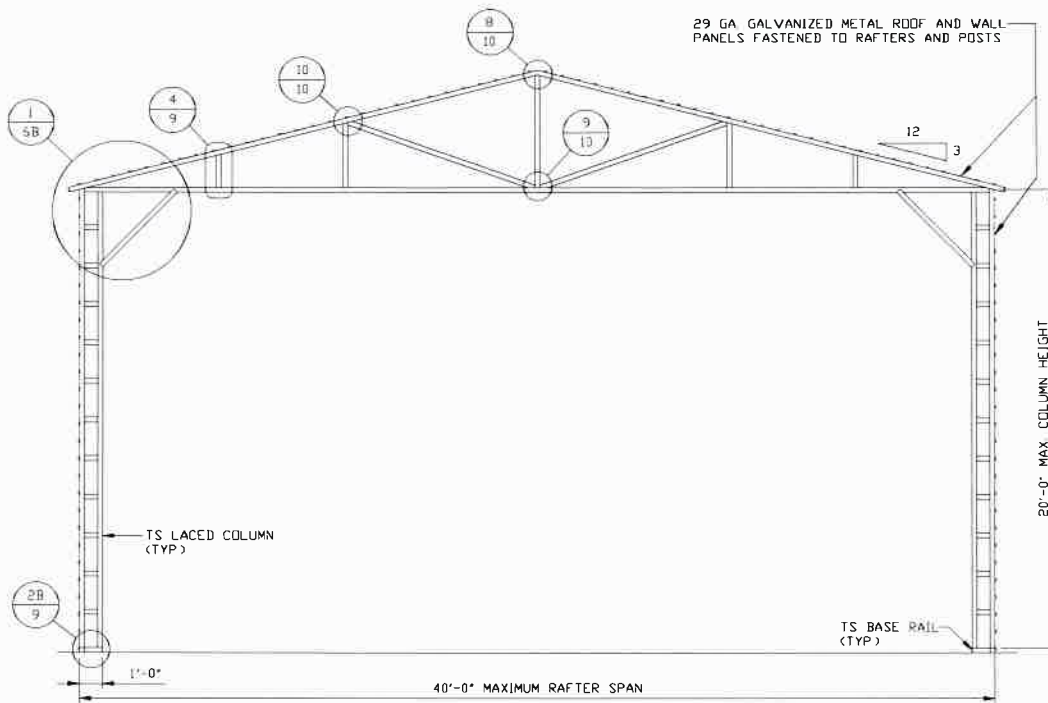 8
10
29 GA. GALVANIZED METAL ROOF AND WALL
PANELS FASTENED TO RAFTERS AND POSTS
10
10
4
9
1
5B
9
10
12
3
20'-0" MAX. COLUMN HEIGHT
TS LACED COLUMN
(TYP)
2B
9
TS BASE RAIL
(TYP)
1'-0"
40'-0" MAXIMUM RAFTER SPAN